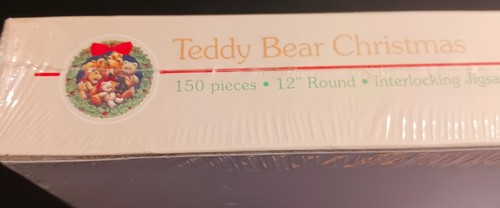 Teddy Bear Christmas
150 pieces • 12" Round • interlocking Jigsa